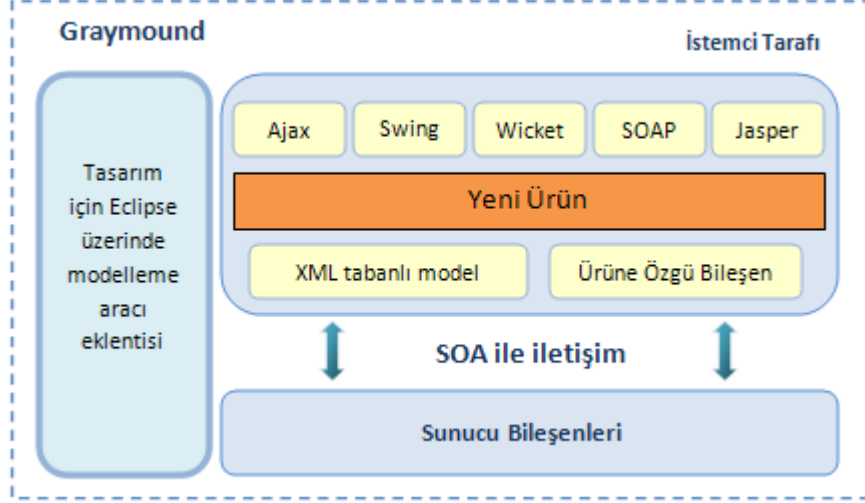 Graymound
İstemci Tarafı
Tasarım
için Eclipse
üzerinde
modelleme
aracı
eklentisi
Ajax
Swing
Wicket
SOAP
Jasper
Yeni Ürün
XML tabanlı model
Ürüne Özgü Bileşen
SOA ile iletişim
Sunucu Bileşenleri